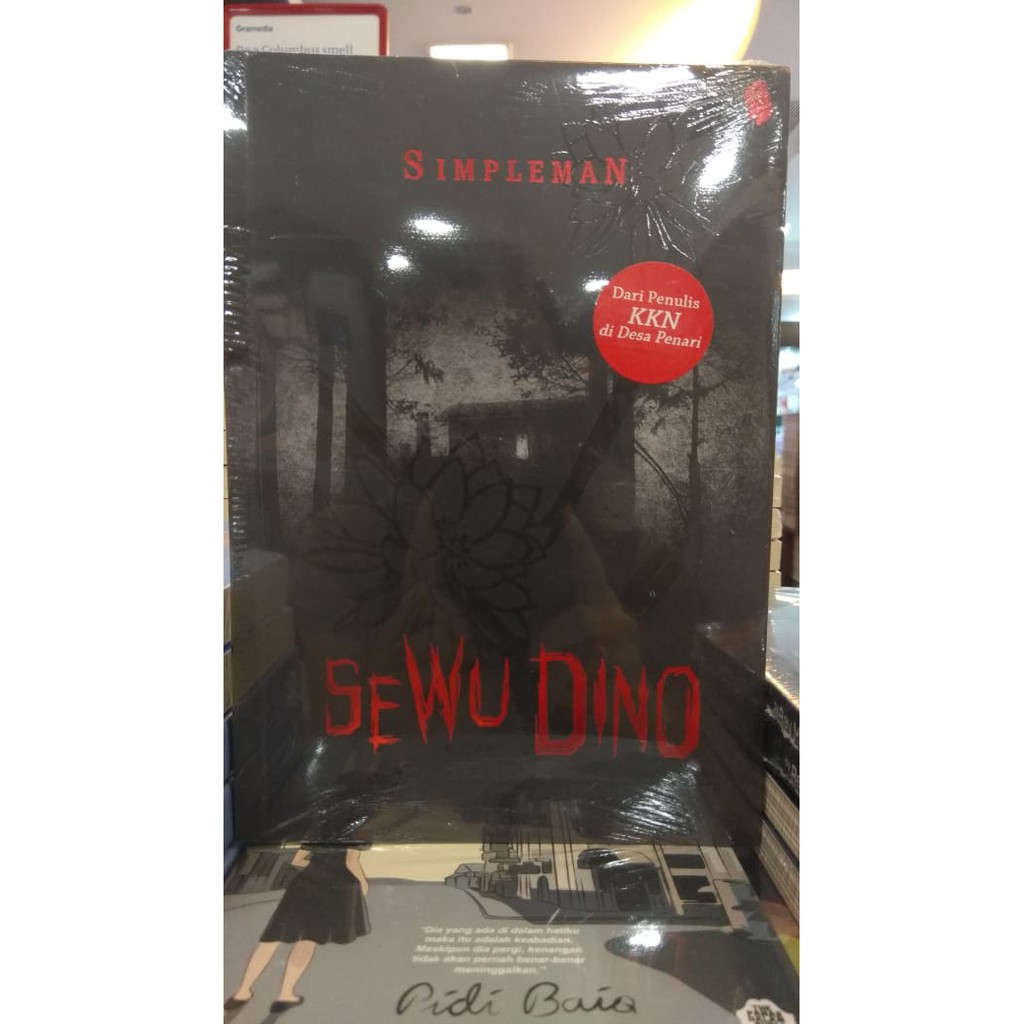 Gramedia
SIMPLEMAN
Dari Penulis
KKN
di Desa Penari
SEWU DINO
"Dia yang ada di dalam hatiku
maka itu adalah keabadian.
Meskipun dia pergi, kenangan
tidak akan pernah benar-benar
meninggalkan."
Pidi Baiq